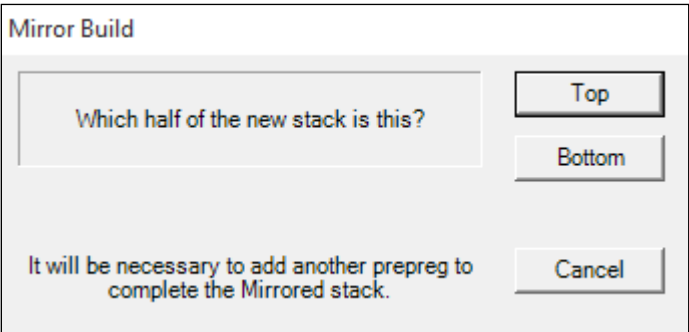 Mirror Build
Which half of the new stack is this?
Top
Bottom
It will be necessary to add another prepreg to
complete the Mirrored stack.
Cancel